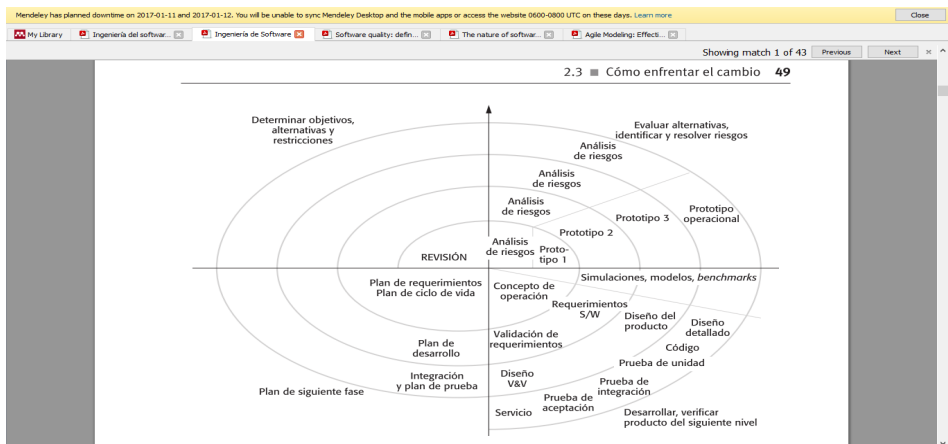 Mendeley has planned downtime on 2017-01-11 and 2017-01-12. You will be unable to sync Mendeley Desktop and the mobile apps or access the website 0600-0800 UTC on these days. Learn more
Close
My Library
Ingeniería del softwar...
Ingeniería de Software
Software quality: defin...
The nature of softwar...
Agile Modeling: Effecti...
Showing match 1 of 43
Previous
Next
2.3 ■ Cómo enfrentar el cambio 49
Determinar objetivos,
alternativas y
restricciones
Evaluar alternativas,
identificar y resolver riesgos
Análisis
de riesgos
Análisis
de riesgos
Análisis
de riesgos
Análisis
de riesgos
Proto-
tipo 1
Prototipo 2
Prototipo 3
Prototipo
operacional
REVISIÓN
Simulaciones, modelos, benchmarks
Plan de requerimientos
Plan de ciclo de vida
Concepto de
operación
Requerimientos
S/W
Diseño del
producto
Diseño
detallado
Plan de
desarrollo
Validación de
requerimientos
Código
Prueba de unidad
Integración
y plan de prueba
Diseño
V&V
Prueba de
integración
Plan de siguiente fase
Prueba de
aceptación
Servicio
Desarrollar, verificar
producto del siguiente nivel